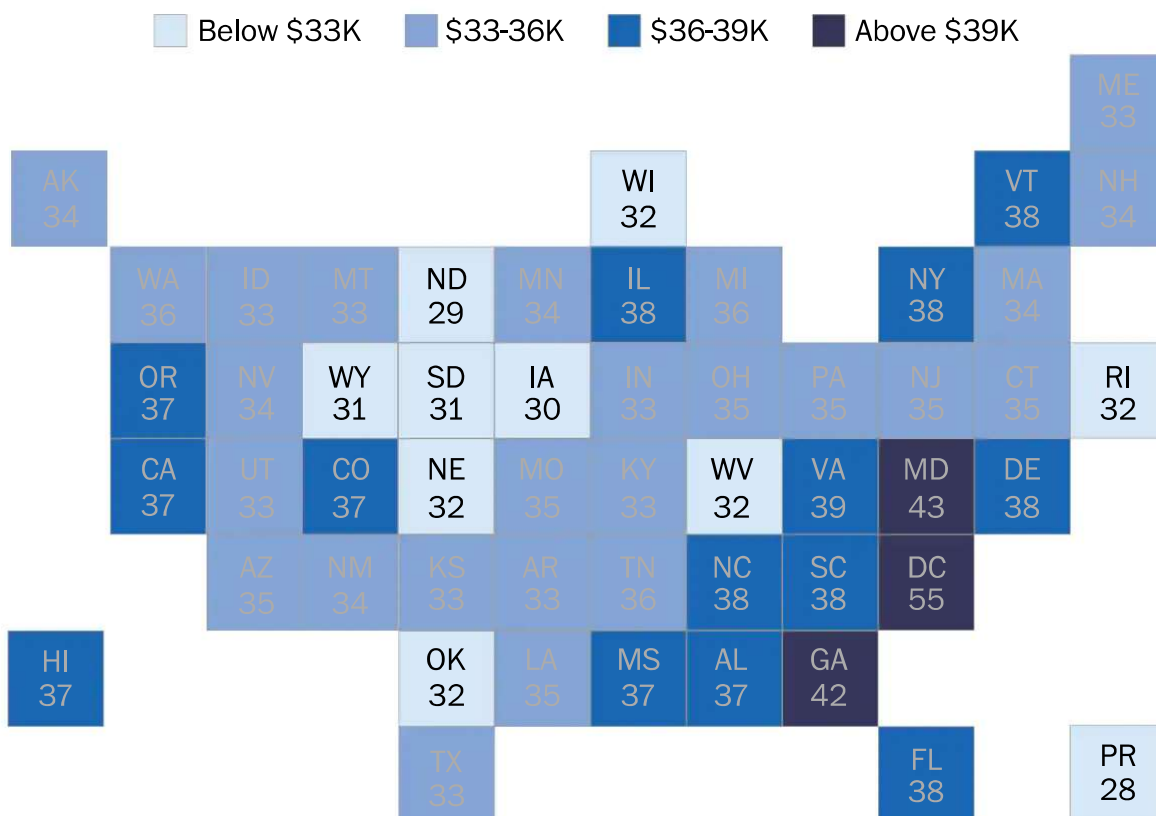 Below $33K $33-36K $36-39K Above $39K
ME
33
AK WI VT NH
34 32 38 34
WA ID MT ND MN IL MI NY MA
36 33 33 29 34 38 36 38 34
OR NV WY SD IA IN OH PA NJ CT RI
37 34 31 31 30 33 35 35 35 35 32
CA UT CO NE MO KY WV VA MD DE
37 33 37 32 35 33 32 39 43 38
AZ NM KS AR TN NC SC DC
35 34 33 33 36 38 38 55
HI OK LA MS AL GA
37 32 35 37 37 42
TX FL PR
33 38 28